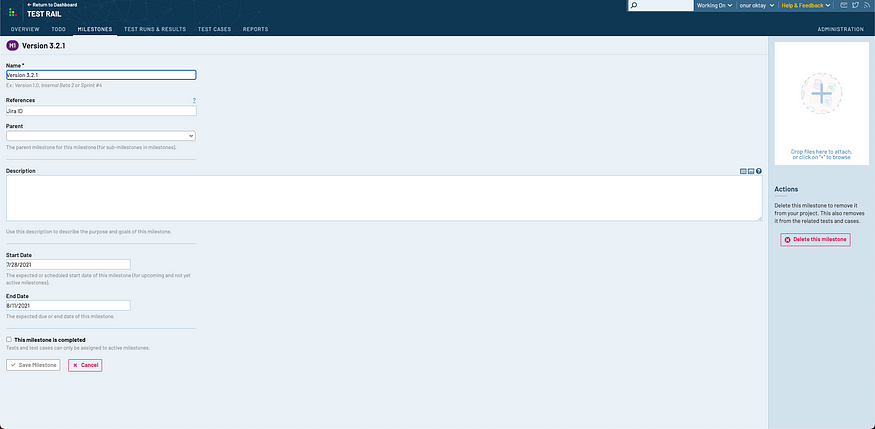 ← Return to Dashboard
TEST RAIL
Working On
onur oktay
Help & Feedback
OVERVIEW
TODO
MILESTONES
TEST RUNS & RESULTS
TEST CASES
REPORTS
ADMINISTRATION
M1 Version 3.2.1
Name *
Version 3.2.1
Ex: Version 1.0, Internal Beta 2 or Sprint #4
References ?
Jira ID
Parent
The parent milestone for this milestone (for sub-milestones in milestones).
Description
?
Use this description to describe the purpose and goals of this milestone.
Start Date
7/28/2021
The expected or scheduled start date of this milestone (for upcoming and not yet
active milestones).
End Date
8/11/2021
The expected due or end date of this milestone.
This milestone is completed
Tests and test cases can only be assigned to active milestones.
Save Milestone
Cancel
Drop files here to attach,
or click on "+" to browse
Actions
Delete this milestone to remove it
from your project. This also removes
it from the related tests and cases.
Delete this milestone